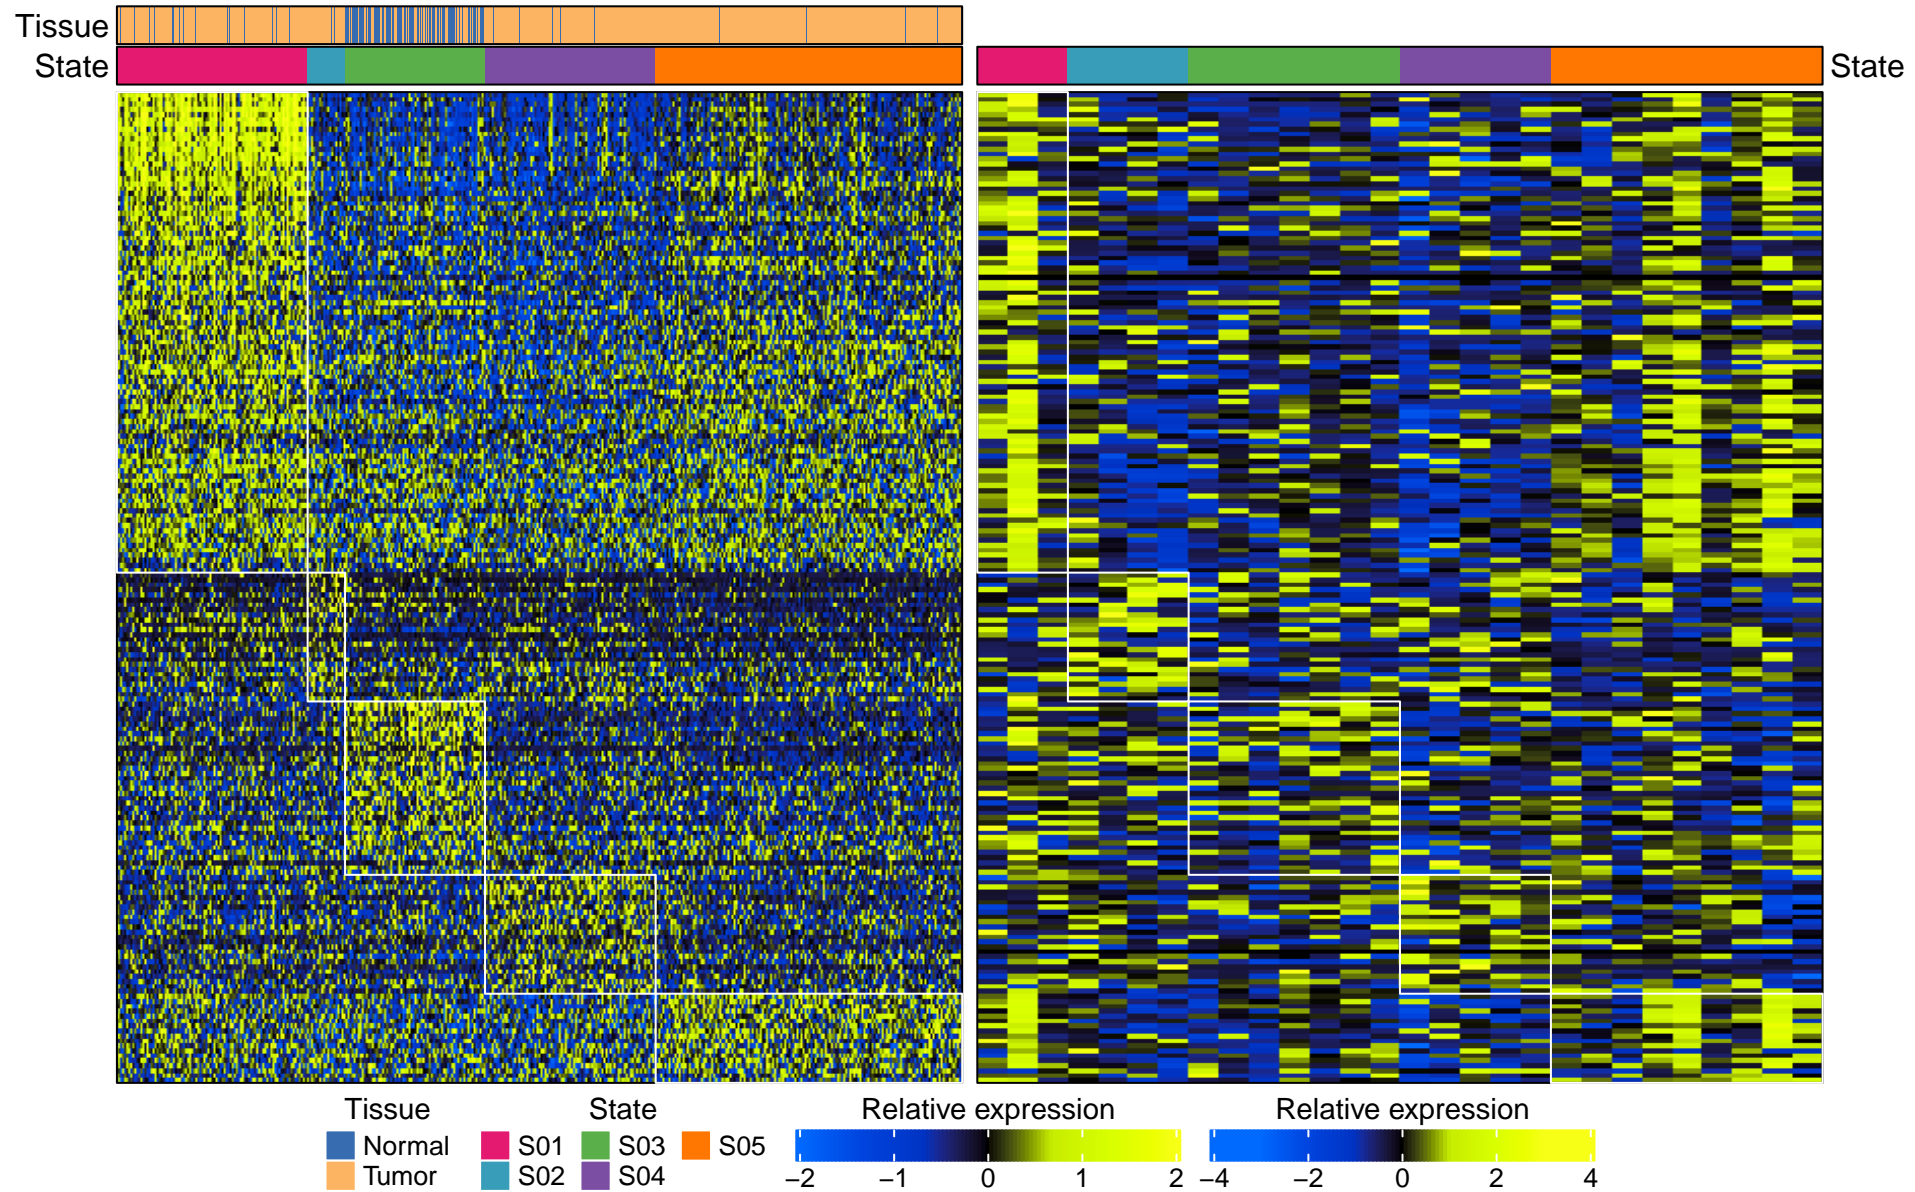 Tissue
State
State
Tissue State Relative expression Relative expression
Normal S01 S03 S05
Tumor S02 S04
−2 −1 0 1 2 −4 −2 0 2 4